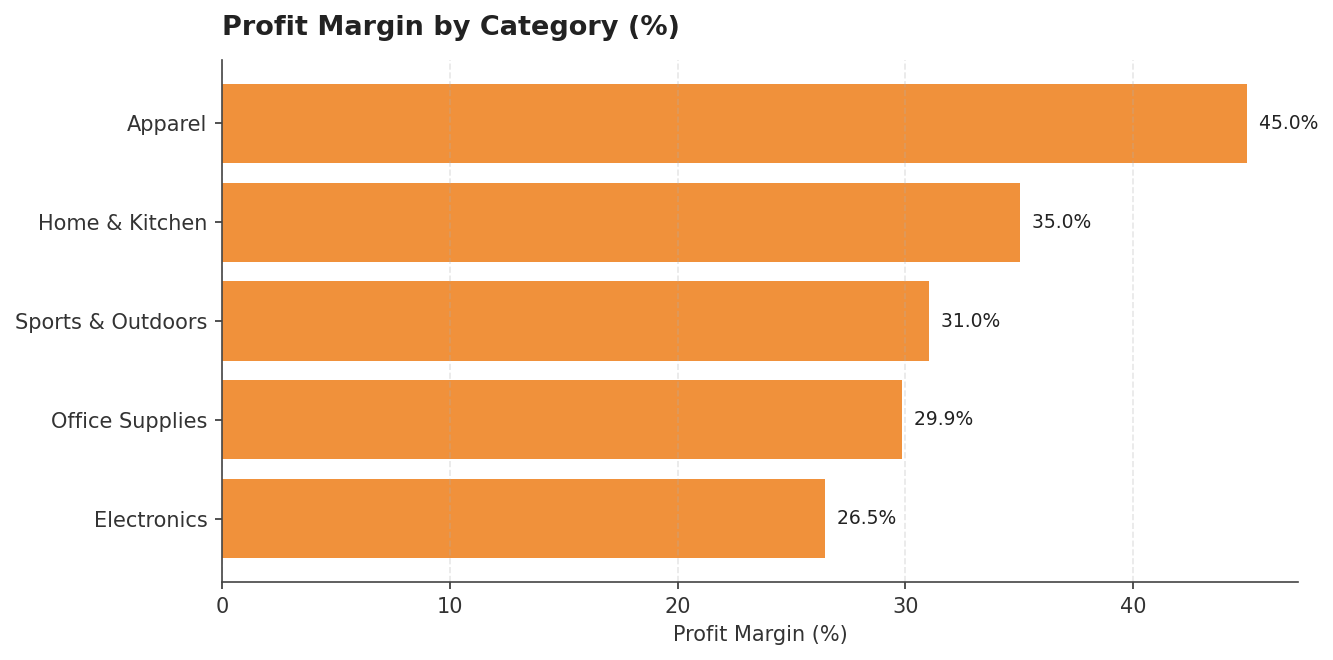 Profit Margin by Category (%)
Apparel
45.0%
Home & Kitchen
35.0%
Sports & Outdoors
31.0%
Office Supplies
29.9%
Electronics
26.5%
0 10 20 30 40
Profit Margin (%)